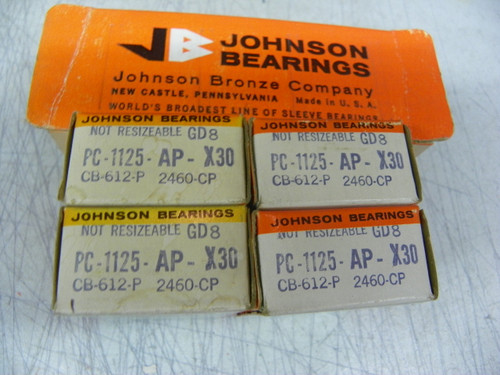 JB JOHNSON
BEARINGS
Johnson Bronze Company
NEW CASTLE, PENNSYLVANIA Made in U. S. A.
WORLD'S BROADEST LINE OF SLEEVE BEARINGS
JOHNSON BEARINGS
NOT RESIZEABLE GD8
PC-1125-AP-X30
CB-612-P 2460-CP
JOHNSON BEARINGS
NOT RESIZEABLE GD8
PC-1125-AP-X30
CB-612-P 2460-CP
JOHNSON BEARINGS
NOT RESIZEABLE GD8
PC-1125-AP-X30
CB-612-P 2460-CP
JOHNSON BEARINGS
NOT RESIZEABLE GD8
PC-1125-AP-X30
CB-612-P 2460-CP